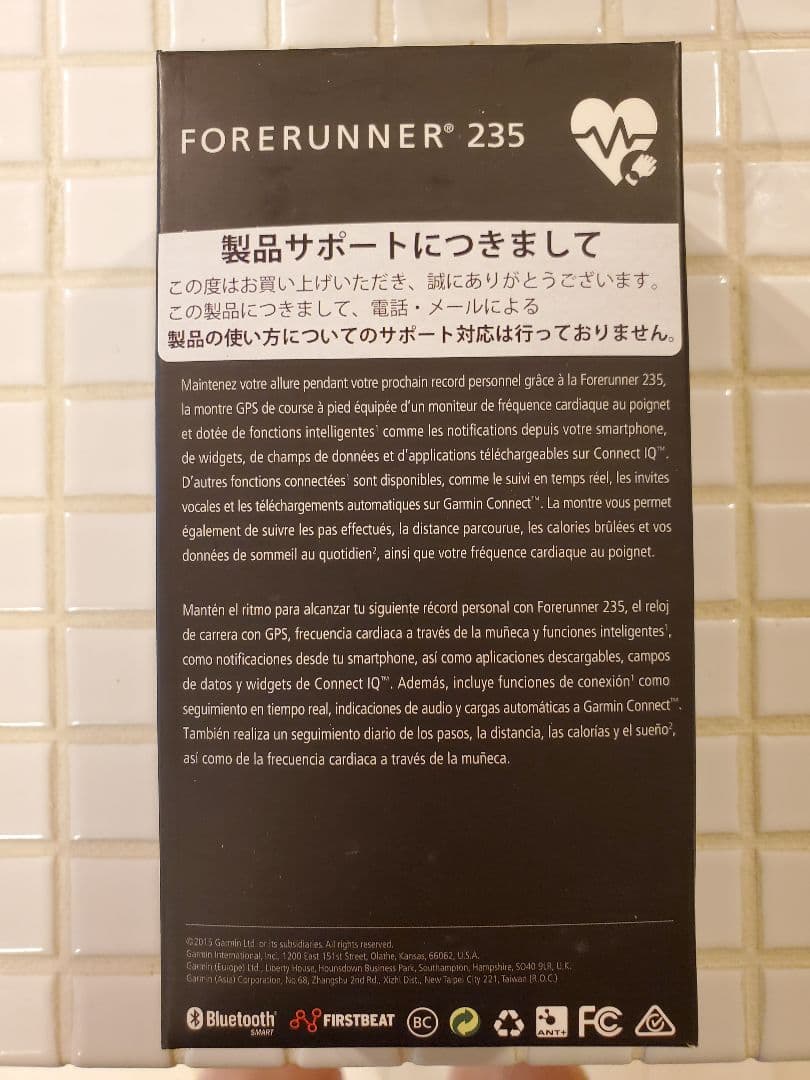 FORERUNNER® 235
製品サポートにつきまして
この度はお買い上げいただき、誠にありがとうございます。
この製品につきまして、電話・メールによる
製品の使い方についてのサポート対応は行っておりません。
Maintenez votre allure pendant votre prochain record personnel grâce à la Forerunner 235,
la montre GPS de course à pied équipée d'un moniteur de fréquence cardiaque au poignet
et dotée de fonctions intelligentes¹ comme les notifications depuis votre smartphone,
de widgets, de champs de données et d'applications téléchargeables sur Connect IQ™.
D'autres fonctions connectées¹ sont disponibles, comme le suivi en temps réel, les invites
vocales et les téléchargements automatiques sur Garmin Connect™. La montre vous permet
également de suivre les pas effectués, la distance parcourue, les calories brûlées et vos
données de sommeil au quotidien², ainsi que votre fréquence cardiaque au poignet.
Mantén el ritmo para alcanzar tu siguiente récord personal con Forerunner 235, el reloj
de carrera con GPS, frecuencia cardiaca a través de la muñeca y funciones inteligentes¹,
como notificaciones desde tu smartphone, así como aplicaciones descargables, campos
de datos y widgets de Connect IQ™. Además, incluye funciones de conexión¹ como
seguimiento en tiempo real, indicaciones de audio y cargas automáticas a Garmin Connect™.
También realiza un seguimiento diario de los pasos, la distancia, las calorías y el sueño²,
así como de la frecuencia cardiaca a través de la muñeca.
©2015 Garmin Ltd. or its subsidiaries. All rights reserved.
Garmin International, Inc. 1200 East 151st Street, Olathe, Kansas, 66062, U.S.A.
Garmin (Europe) Ltd., Liberty House, Hounsdown Business Park, Southampton, Hampshire, SO40 9LR, U.K.
Garmin (Asia) Corporation, No.68, Zhangshu 2nd Rd., Xizhi Dist., New Taipei City 221, Taiwan (R.O.C.)
Bluetooth® SMART FIRSTBEAT BC ANT+ FC